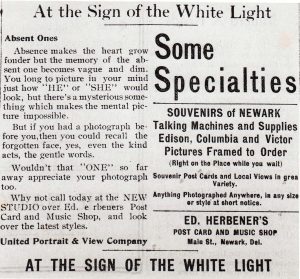 At the Sign of the White Light
Absent Ones
Absence makes the heart grow
fonder but the memory of the ab-
sent one becomes vague and dim.
You long to picture in your mind
just how "HE" or "SHE" would
look, but there's a mysterious some-
thing which makes the mental pic-
ture impossible.
But if you had a photograph be-
fore you, then you could recall the
forgotten face, yes, even the kind
acts, the gentle words.
Wouldn't that "ONE" so far
away appreciate your photograph
too.
Why not call today at the NEW
STUDIO over Ed. e rbeners Post
Card and Music Shop, and look
over the latest styles.
United Portrait & View Company
Some
Specialties
SOUVENIRS of NEWARK
Talking Machines and Supplies
Edison, Columbia and Victor
Pictures Framed to Order
(Right on the Place while you wait)
Souvenir Post Cards and Local Views in great
Variety.
Anything Photographed Anywhere, in any size
or style at short notice.
ED. HERBENER'S
POST CARD AND MUSIC SHOP
Main St., Newark, Del.
AT THE SIGN OF THE WHITE LIGHT